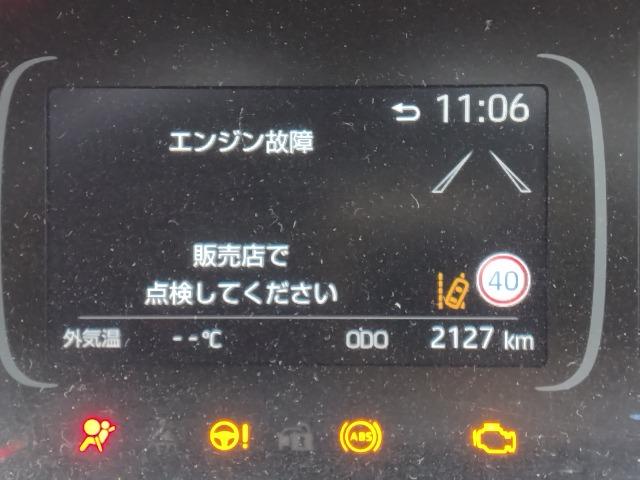 11:06
エンジン故障
販売店で
点検してください
40
外気温 --℃ ODO 2127 km
ABS